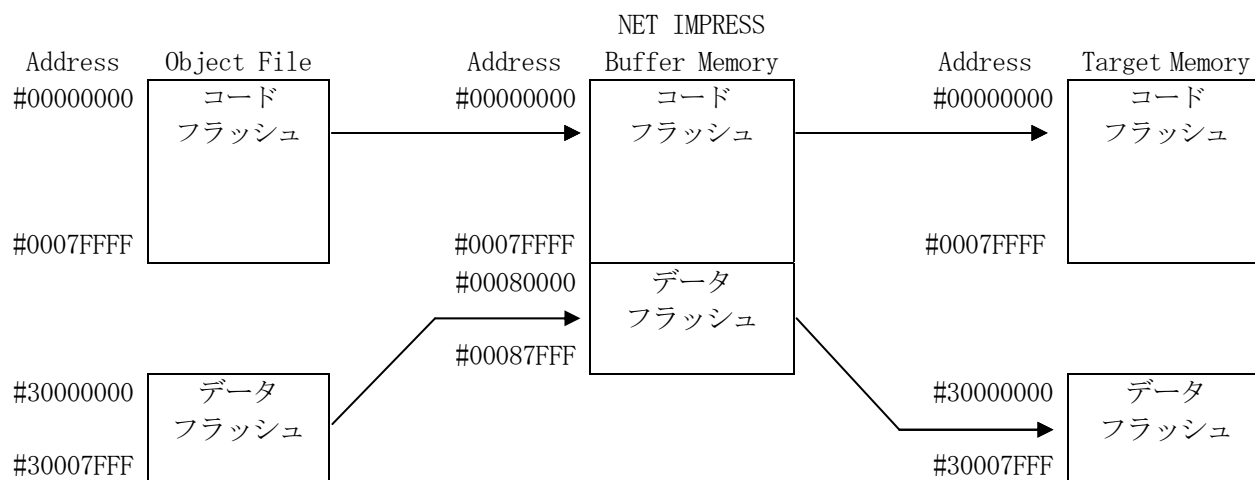 NET IMPRESS
Address Object File Address Buffer Memory Address Target Memory
#00000000 コード #00000000 コード #00000000 コード
フラッシュ フラッシュ フラッシュ
#0007FFFF #0007FFFF #0007FFFF
#00080000 データ
フラッシュ
#00087FFF
#30000000 データ #30000000 データ
フラッシュ フラッシュ
#30007FFF #30007FFF